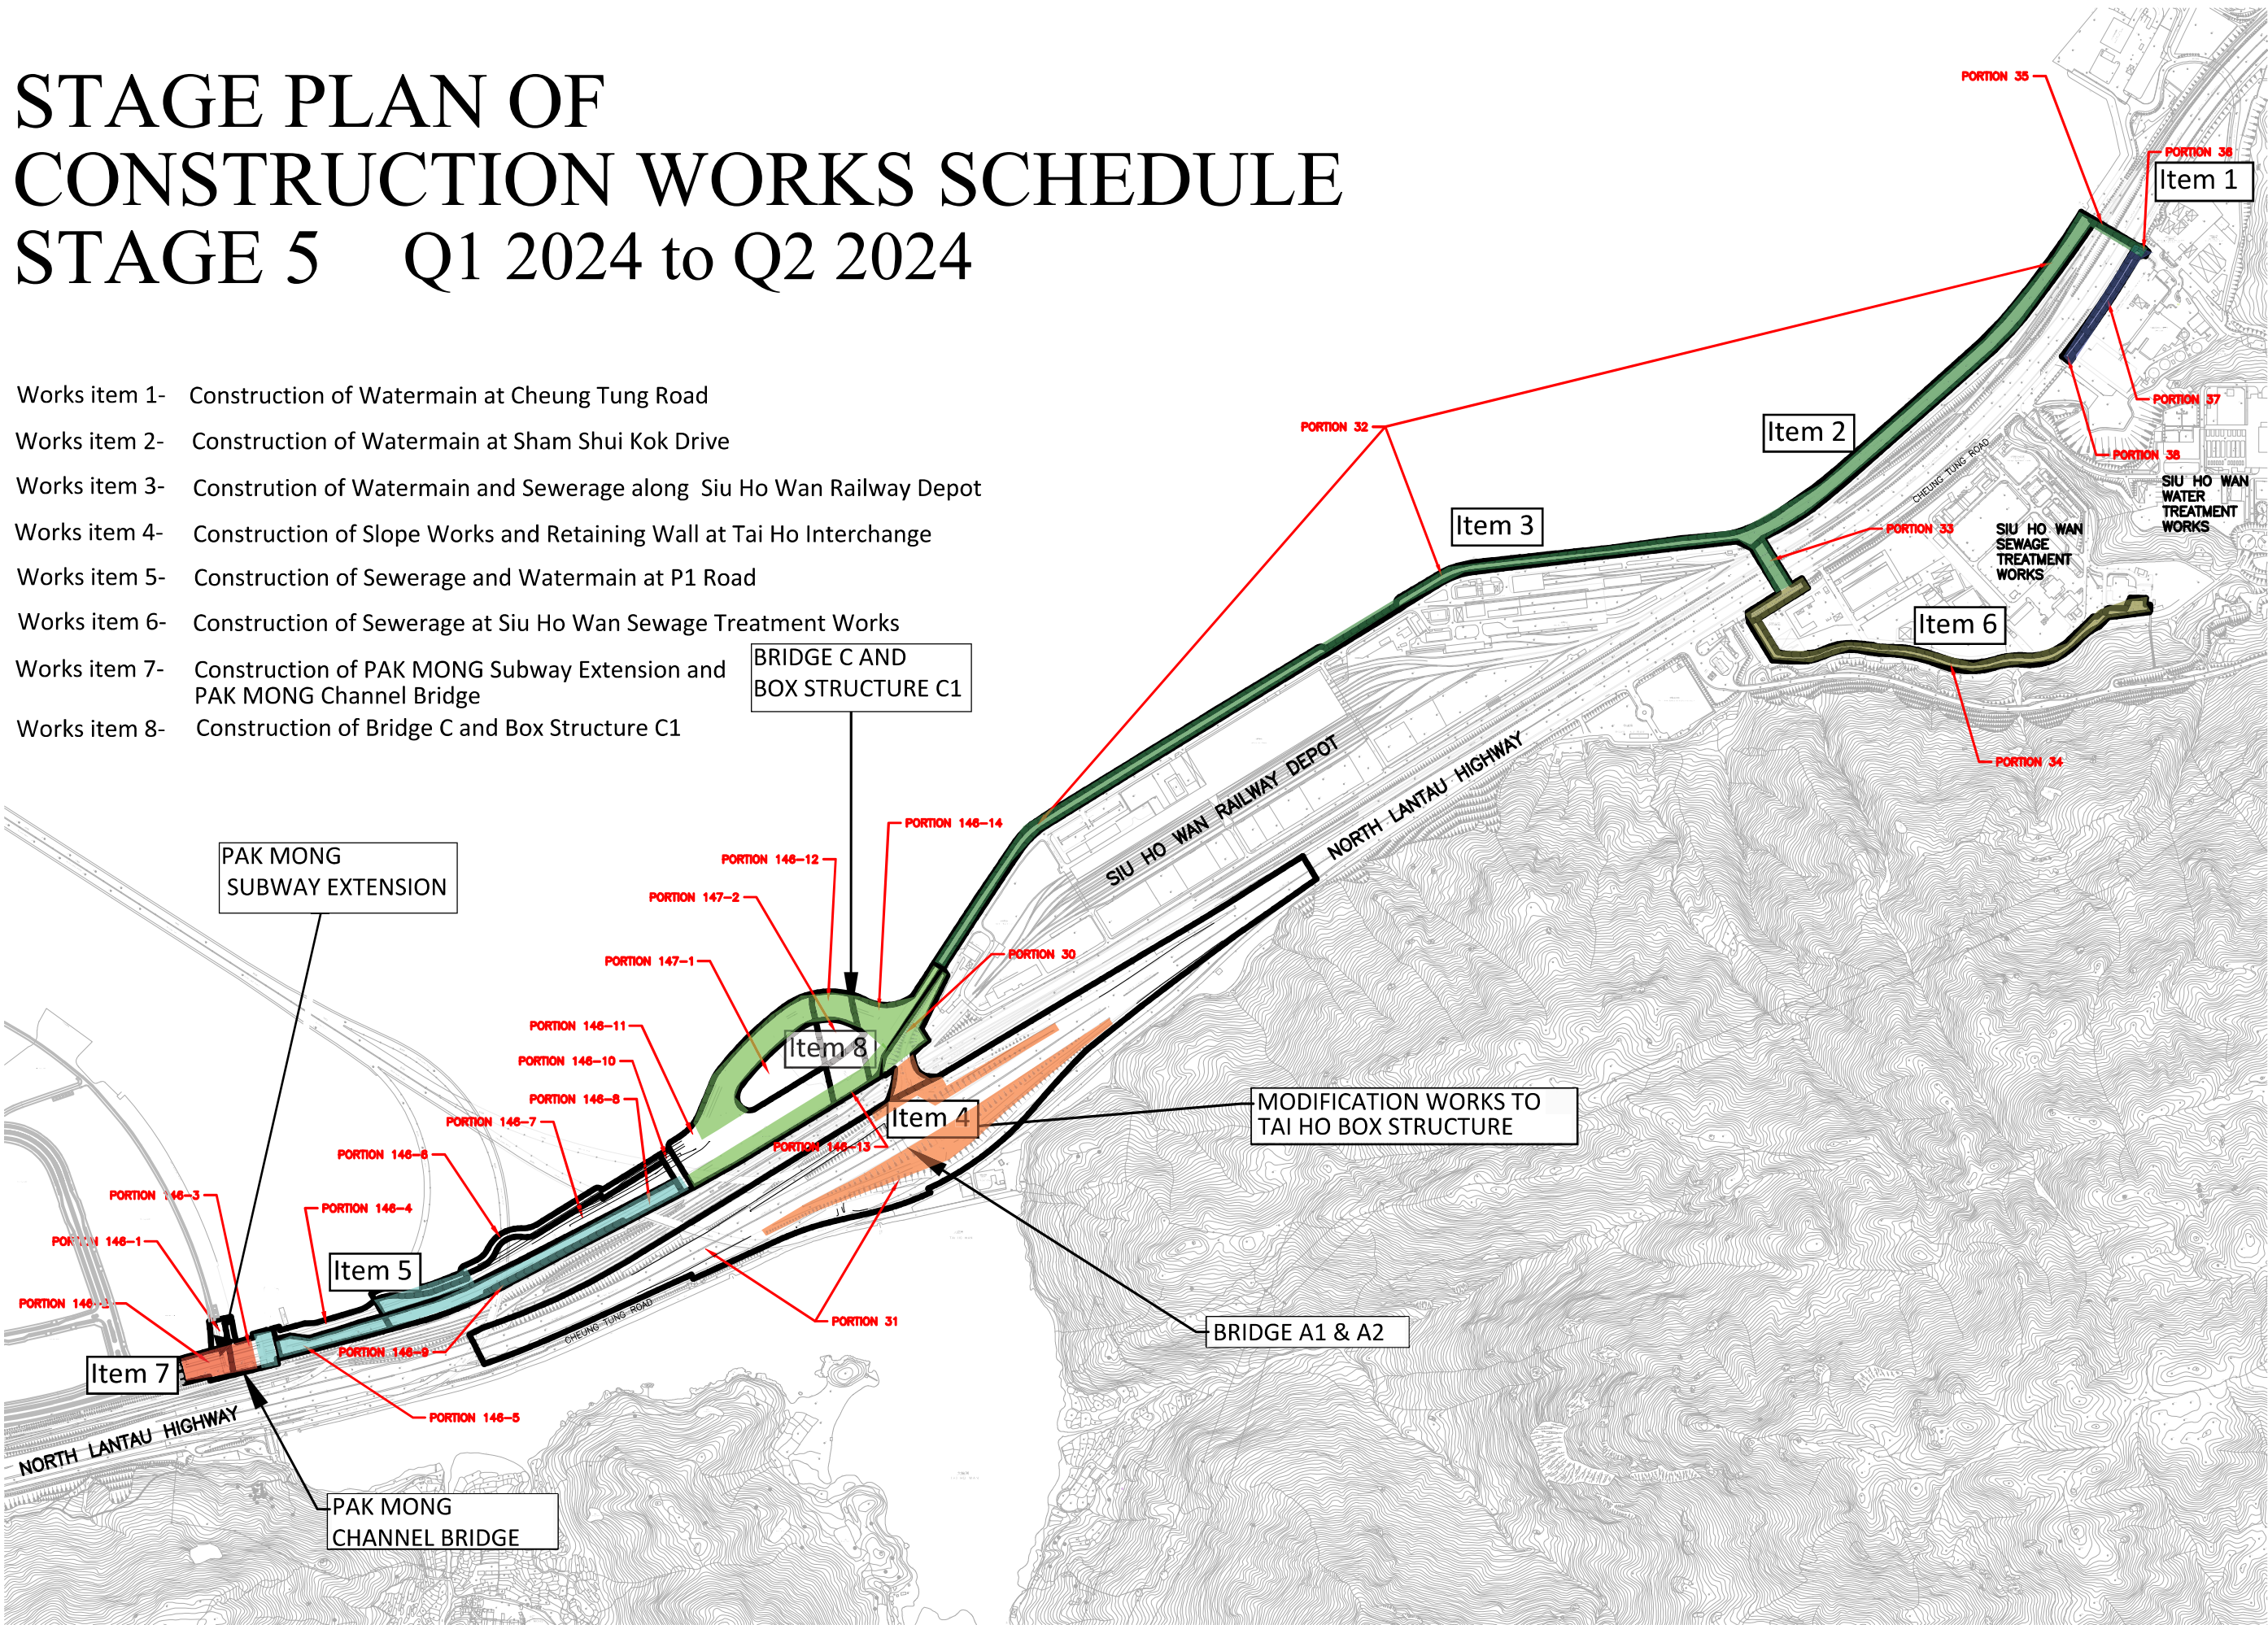 STAGE PLAN OF
CONSTRUCTION WORKS SCHEDULE
STAGE 5 Q1 2024 to Q2 2024
Works item 1- Construction of Watermain at Cheung Tung Road
Works item 2- Construction of Watermain at Sham Shui Kok Drive
Works item 3- Constrution of Watermain and Sewerage along Siu Ho Wan Railway Depot
Works item 4- Construction of Slope Works and Retaining Wall at Tai Ho Interchange
Works item 5- Construction of Sewerage and Watermain at P1 Road
Works item 6- Construction of Sewerage at Siu Ho Wan Sewage Treatment Works
Works item 7- Construction of PAK MONG Subway Extension and
PAK MONG Channel Bridge
Works item 8- Construction of Bridge C and Box Structure C1
PORTION 35
PORTION 36
Item 1
PORTION 37
PORTION 38
PORTION 32
Item 2
CHEUNG TUNG ROAD
SIU HO WAN
WATER
TREATMENT
WORKS
Item 3
PORTION 33
SIU HO WAN
SEWAGE
TREATMENT
WORKS
Item 6
PORTION 34
BRIDGE C AND
BOX STRUCTURE C1
SIU HO WAN RAILWAY DEPOT
NORTH LANTAU HIGHWAY
PAK MONG
SUBWAY EXTENSION
PORTION 146-14
PORTION 146-12
PORTION 147-2
PORTION 147-1
PORTION 30
PORTION 146-11
Item 8
PORTION 146-10
PORTION 146-8
PORTION 146-7
PORTION 146-13
Item 4
MODIFICATION WORKS TO
TAI HO BOX STRUCTURE
PORTION 146-6
PORTION 146-3
PORTION 146-4
PORTION 146-1
Item 5
PORTION
PORTION 31
CHEUNG TUNG ROAD
BRIDGE A1 & A2
PORTION 146-9
Item 7
PORTION 146-5
NORTH LANTAU HIGHWAY
PAK MONG
CHANNEL BRIDGE